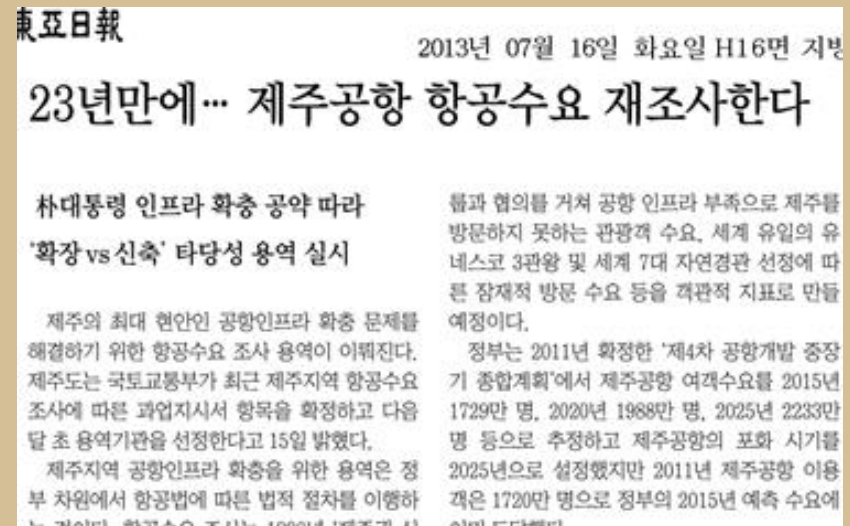 東亞日報
2013년 07월 16일 화요일 H16면 지방
23년만에… 제주공항 항공수요 재조사한다
朴대통령 인프라 확충 공약 따라
'확장 vs 신축' 타당성 용역 실시
제주의 최대 현안인 공항인프라 확충 문제를
해결하기 위한 항공수요 조사 용역이 이뤄진다.
제주도는 국토교통부가 최근 제주지역 항공수요
조사에 따른 과업지시서 항목을 확정하고 다음
달 초 용역기관을 선정한다고 15일 밝혔다.
제주지역 공항인프라 확충을 위한 용역은 정
부 차원에서 항공법에 따른 법적 절차를 이행하
룹과 협의를 거쳐 공항 인프라 부족으로 제주를
방문하지 못하는 관광객 수요, 세계 유일의 유
네스코 3관왕 및 세계 7대 자연경관 선정에 따
른 잠재적 방문 수요 등을 객관적 지표로 만들
예정이다.
정부는 2011년 확정한 '제4차 공항개발 중장
기 종합계획'에서 제주공항 여객수요를 2015년
1729만 명, 2020년 1988만 명, 2025년 2233만
명 등으로 추정하고 제주공항의 포화 시기를
2025년으로 설정했지만 2011년 제주공항 이용
객은 1720만 명으로 정부의 2015년 예측 수요에